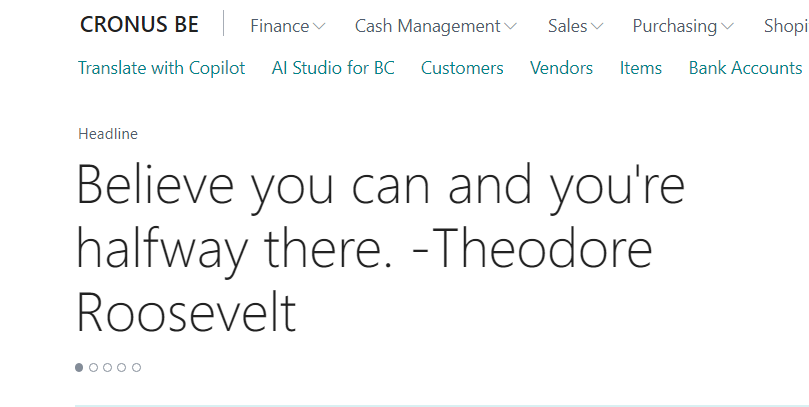 CRONUS BE Finance Cash Management Sales Purchasing
Translate with Copilot AI Studio for BC Customers Vendors Items Bank Accounts
Headline
Believe you can and you're
halfway there. -Theodore
Roosevelt